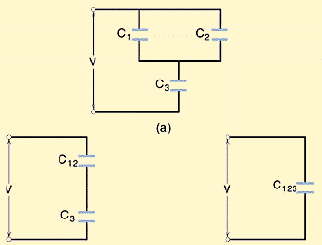 C₁ C₂
V
C₃
(a)
C₁₂
V V C₁₂₃
C₃